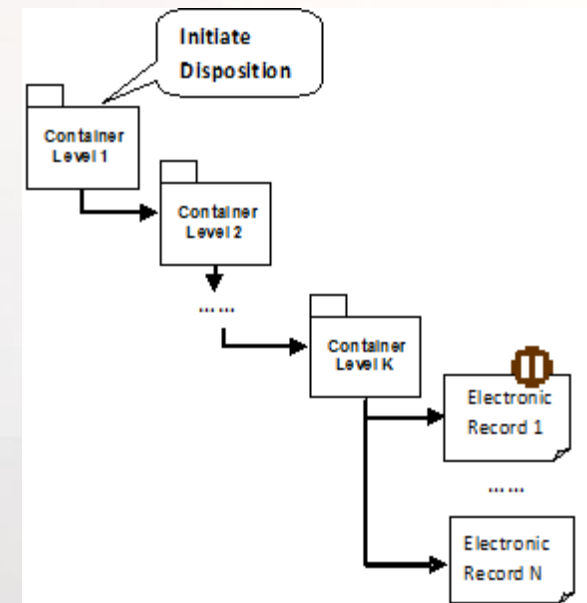 Initiate
Disposition
Container
Level 1
Container
Level 2
... ...
Container
Level K
Electronic
Record 1
... ...
Electronic
Record N